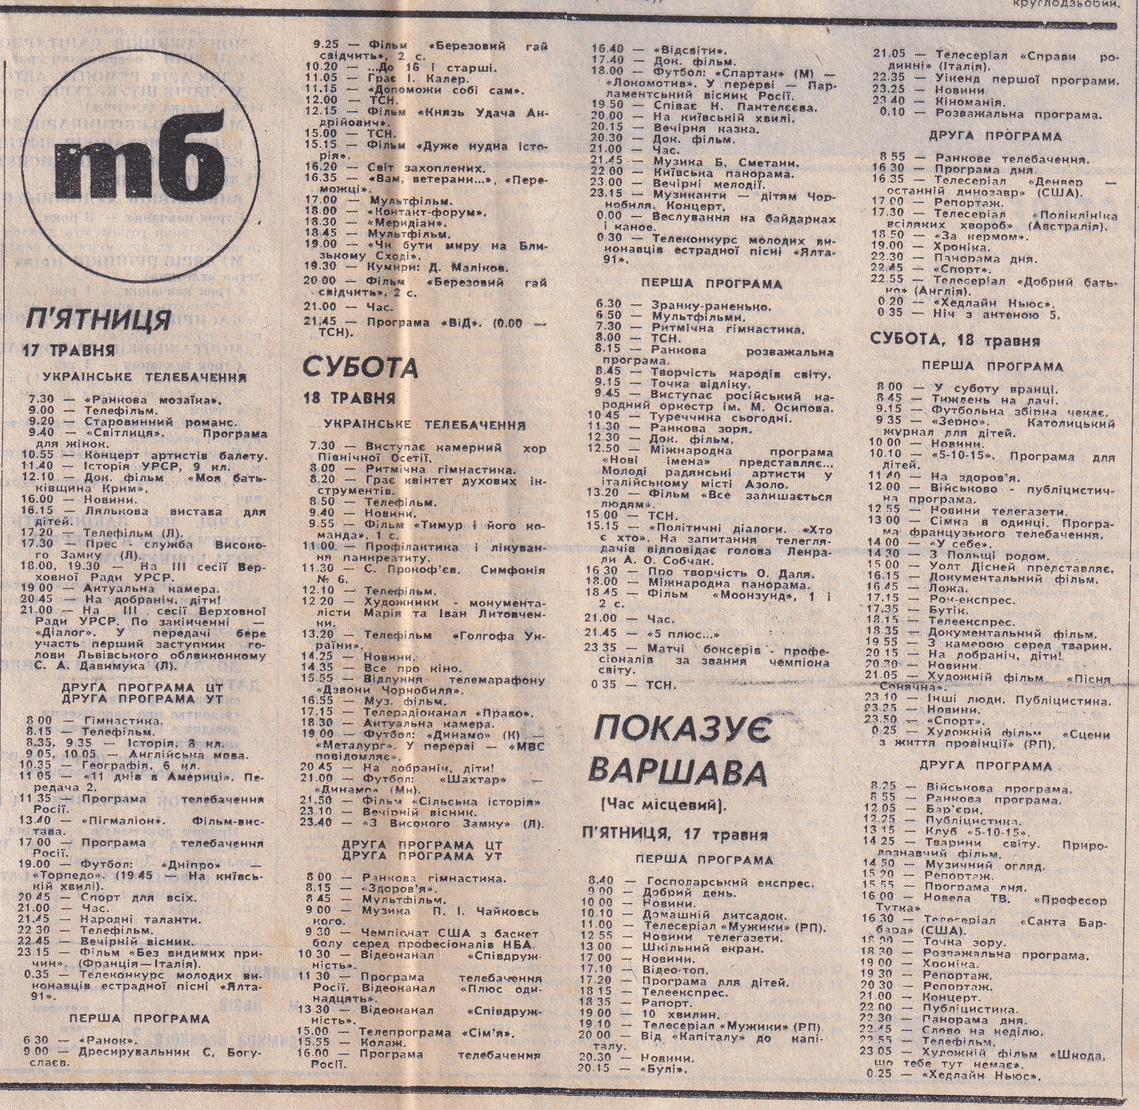 круглодзьобий.
тб
П'ЯТНИЦЯ
17 ТРАВНЯ
УКРАЇНСЬКЕ ТЕЛЕБАЧЕННЯ
7.30 — «Ранкова мозаїка».
9.00 — Телефільм.
9.20 — Старовинний романс.
9.40 — «Світлиця». Програма
для жінок.
10.55 — Концерт артистів балету.
11.40 — Історія УРСР, 9 кл.
12.10 — Док. фільм «Моя бать-
ківщина Крим».
16.00 — Новини.
16.15 — Лялькова вистава для
дітей.
17.20 — Телефільм (Л).
17.30 — Прес - служба Високо-
го Замку (Л).
18.00, 19.30 — На III сесії Вер-
ховної Ради УРСР.
19 00 — Актуальна камера.
20 45 — На добраніч, діти!
21.00 — На III сесії Верховної
Ради УРСР. По закінченні —
«Діалог». У передачі бере
участь перший заступник го-
лови Львівського облвиконкому
С. А. Давимука (Л).
ДРУГА ПРОГРАМА ЦТ
ДРУГА ПРОГРАМА УТ
8 00 — Гімнастика.
8.15 — Телефільм.
8.35, 9.35 — Історія, 8 кл.
9.05, 10.05 — Англійська мова.
10.35 — Географія, 6 кл.
11 05 — «11 днів в Америці». Пе-
редача 2.
11 35 — Програма телебачення
Росії.
13.40 — «Пігмаліон». Фільм-вис-
тава.
17 00 — Програма телебачення
Росії.
19.00 — Футбол: «Дніпро» —
«Торпедо». (19 45 — На київсь-
кій хвилі).
20 45 — Спорт для всіх.
21.00 — Час.
21.45 — Народні таланти.
22 30 — Телефільм.
22.45 — Вечірній вісник.
23 15 — Фільм «Без видимих при-
чин». (Франція—Італія).
0.35 — Телеконкурс молодих ви-
конавців естрадної пісні «Ялта-
91».
ПЕРША ПРОГРАМА
6 30 — «Ранок».
9 00 — Дресирувальник С. Богу-
слаєв.
9.25 — Фільм «Березовий гай
свідчить», 2 с.
10.20 — ...До 16 і старші.
11.05 — Грає І. Калер.
11.15 — «Допоможи собі сам».
12.00 — ТСН.
12.15 — Фільм «Князь Удача Ан-
дрійович».
15.00 — ТСН.
15.15 — Фільм «Дуже нудна істо-
рія».
16.20 — Світ захоплених.
16.35 — «Вам, ветерани...», «Пере-
можці».
17.00 — Мультфільм.
18.00 — «Контакт-форум».
18.30 — «Меридіан».
18.45 — Мультфільм.
19.00 — «Чи бути миру на Бли-
зькому Сході».
19.30 — Кумири: Д. Маліков.
20 00 — Фільм «Березовий гай
свідчить», 2 с.
21.00 — Час.
21.45 — Програма «ВіД». (0.00 —
ТСН).
СУБОТА
18 ТРАВНЯ
УКРАЇНСЬКЕ ТЕЛЕБАЧЕННЯ
7.30 — Виступає камерний хор
Північної Осетії.
8.00 — Ритмічна гімнастика.
8.20 — Грає квінтет духових ін-
струментів.
8.50 — Телефільм.
9.40 — Новини.
9.55 — Фільм «Тимур і його ко-
манда», 1 с.
11.00 — Профілактика і лікуван-
ня панкреатиту.
11.30 — С. Прокоф'єв. Симфонія
№ 6.
12.10 — Телефільм.
12 20 — Художники - монумента-
лісти Марія та Іван Литовчен-
ки.
13.20 — Телефільм «Голгофа Ук-
раїни».
14.25 — Новини.
14.35 — Все про кіно.
15.55 — Відлуння телемарафону
«Дзвони Чорнобиля».
16.55 — Муз. фільм.
17.15 — Телерадіоканал «Право».
18.30 — Актуальна камера.
19 00 — Футбол: «Динамо» (К) —
«Металург». У перерві — «МВС
повідомляє».
20 45 — На добраніч, діти!
21.00 — Футбол: «Шахтар» —
«Динамо» (Мн).
21.50 — Фільм «Сільська історія»
23 10 — Вечірній вісник.
23.40 — «З Високого Замку» (Л).
ДРУГА ПРОГРАМА ЦТ
ДРУГА ПРОГРАМА УТ
8 00 — Ранкова гімнастика.
8.15 — «Здоров'я».
8 45 — Мультфільм.
9 00 — Музика П. І. Чайковсь
кого.
9 30 — Чемпіонат США з баскет
болу серед професіоналів НБА.
10 30 — Відеоканал «Співдруж-
ність».
11 30 — Програма телебачення
Росії. Відеоканал «Плюс оди-
надцять».
13 30 — Відеоканал «Співдруж-
ність».
15.00 — Телепрограма «Сім'я».
15.55 — Колаж.
16.00 — Програма телебачення
Росії.
16.40 — «Відсвіти».
17.40 — Док. фільм.
18.00 — Футбол: «Спартак» (М) —
«Локомотив». У перерві — Пар-
ламентський вісник Росії.
19 50 — Співає Н. Пантелєєва.
20.00 — На київській хвилі.
20.15 — Вечірня казка.
20.30 — Док. фільм.
21.00 — Час.
21.45 — Музика Б. Сметани.
22 00 — Київська панорама.
23.00 — Вечірні мелодії.
23.15 — Музиканти — дітям Чор-
нобиля. Концерт.
0.00 — Веслування на байдарках
і каное.
0 30 — Телеконкурс молодих ви-
конавців естрадної пісні «Ялта-
91».
ПЕРША ПРОГРАМА
6.30 — Зранку-раненько.
6 50 — Мультфільми.
7.30 — Ритмічна гімнастика.
8.00 — ТСН.
8.15 — Ранкова розважальна
програма.
8.45 — Творчість народів світу.
9.15 — Точка відліку.
9.45 — Виступає російський на-
родний оркестр ім. М. Осипова.
10 45 — Туреччина сьогодні.
11.30 — Ранкова зоря.
12.30 — Док. фільм.
12.50 — Міжнародна програма
«Нові імена» представляє...
Молоді радянські артисти у
італійському місті Азоло.
13.20 — Фільм «Все залишається
людям».
15 00 — ТСН.
15.15 — «Політичні діалоги. «Хто
є хто». На запитання телегля-
дачів відповідає голова Ленра-
ди А. О. Собчак.
16 30 — Про творчість О. Даля.
18.00 — Міжнародна панорама.
18 45 — Фільм «Моонзунд», 1 і
2 с.
21.00 — Час.
21.45 — «5 плюс...»
23 35 — Матчі боксерів - профе-
сіоналів за звання чемпіона
світу.
0 35 — ТСН.
ПОКАЗУЄ
ВАРШАВА
(Час місцевий).
П'ЯТНИЦЯ, 17 травня
ПЕРША ПРОГРАМА
8.40 — Господарський експрес.
9 00 — Добрий день.
10 00 — Новини.
10.10 — Домашній дитсадок.
11.00 — Телесеріал «Мужики» (РП).
12 55 — Новини телегазети.
13 00 — Шкільний екран.
17.00 — Новини.
17.10 — Відео-топ.
17.20 — Програма для дітей.
18 15 — Телеекспрес.
18 35 — Рапорт.
19.00 — 10 хвилин.
19.10 — Телесеріал «Мужики» (РП)
20 00 — Від «Капіталу» до капі-
талу.
20.30 — Новини.
20.15 — «Булі».
21.05 — Телесеріал «Справи ро-
динні» (Італія).
22.35 — Уікенд першої програми.
23.25 — Новини
23 40 — Кіноманія.
0.10 — Розважальна програма.
ДРУГА ПРОГРАМА
8 55 — Ранкове телебачення.
16 30 — Програма дня.
16 35 — Телесеріал «Денвер —
останній динозавр» (США).
17 00 — Репортаж.
17.30 — Телесеріал «Поліклініка
всіляких хвороб» (Австралія).
18.50 — «За кермом».
19.00 — Хроніка.
22.30 — Панорама дня.
22.45 — «Спорт».
22.55 — Телесеріал «Добрий бать-
ко» (Англія).
0 20 — «Хедлайн Ньюс».
0 35 — Ніч з антеною 5.
СУБОТА, 18 травня
ПЕРША ПРОГРАМА
8 00 — У суботу вранці.
8 45 — Тиждень на дачі.
9.15 — Футбольна збірна чекає.
9 35 — «Зерно». Католицький
журнал для дітей.
10 00 — Новини.
10.10 — «5-10-15». Програма для
дітей.
11 40 — На здоров'я.
12 00 — Військово - публіцистич-
на програма.
12 55 — Новини телегазети.
13 00 — Сімка в одинці. Програ-
ма французького телебачення.
14 00 — «У себе».
14 30 — З Польщі родом.
15 00 — Уолт Дісней представляє.
16.15 — Документальний фільм.
16 45 — Ложа.
17.15 — Рок-експрес.
17.35 — Бутік.
18.15 — Телеекспрес.
18 35 — Документальний фільм.
19 55 — З камерою серед тварин.
20 15 — На добраніч, діти!
20.30 — Новини.
21.05 — Художній фільм «Пісня
Сонячна».
23.10 — Інші люди. Публіцистика.
23.35 — Новини.
23.50 — «Спорт».
0 25 — Художній фільм «Сцени
з життя провінції» (РП).
ДРУГА ПРОГРАМА
8.25 — Військова програма.
8 55 — Ранкова програма.
12 05 — Бар'єри.
12.25 — Публіцистика.
13 15 — Клуб «5-10-15».
14 25 — Тварини світу. Приро-
дознавчий фільм.
14 50 — Музичний огляд.
15 20 — Репортаж.
15 55 — Програма дня.
16 00 — Новела ТВ. «Професор
Тутка»
16 30 — Телесеріал «Санта Бар-
бара» (США).
— Точка зору.
18 30 — Розважальна програма.
19 00 — Хроніка.
19 30 — Репортаж.
20 30 — Репортаж.
21.00 — Концерт.
22 00 — Публіцистика.
22 30 — Панорама дня.
22 45 — Слово на неділю.
22 55 — Телефільм.
23 05 — Художній фільм «Шкода,
що тебе тут немає».
0.25 — «Хедлайн Ньюс».